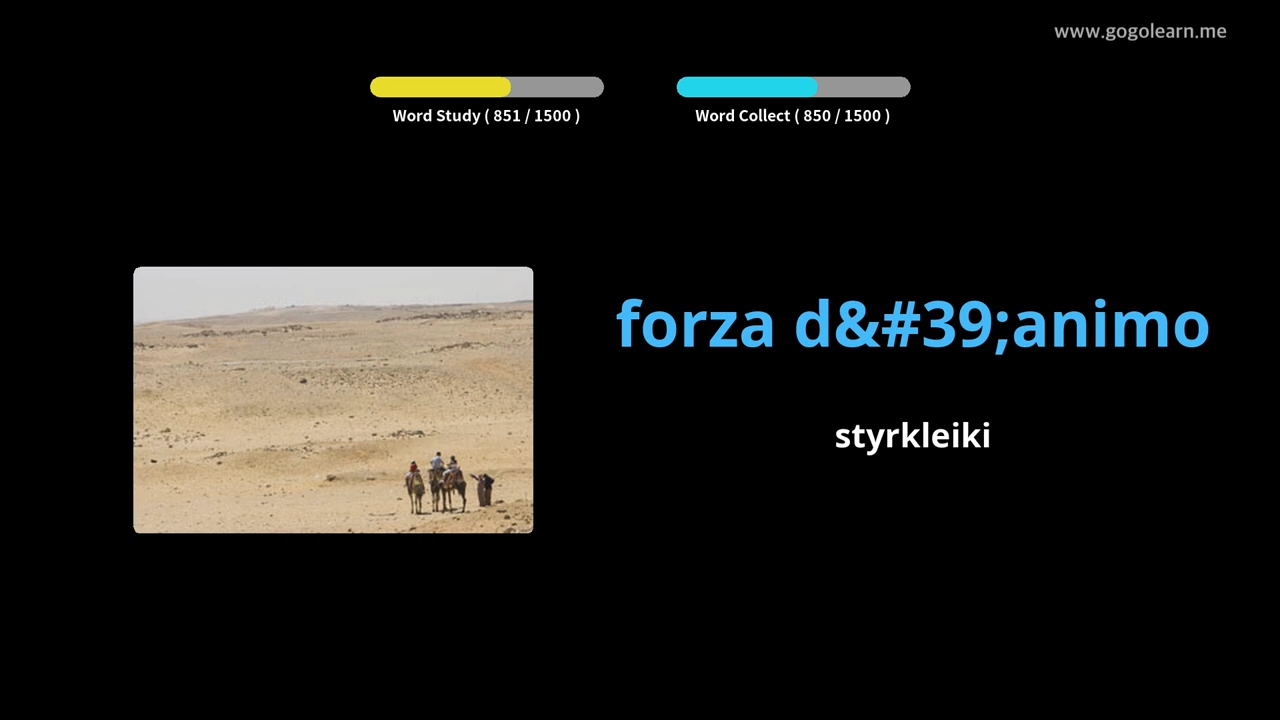 www.gogolearn.me
Word Study ( 851 / 1500 )
Word Collect ( 850 / 1500 )
forza d&#39;animo
styrkleiki